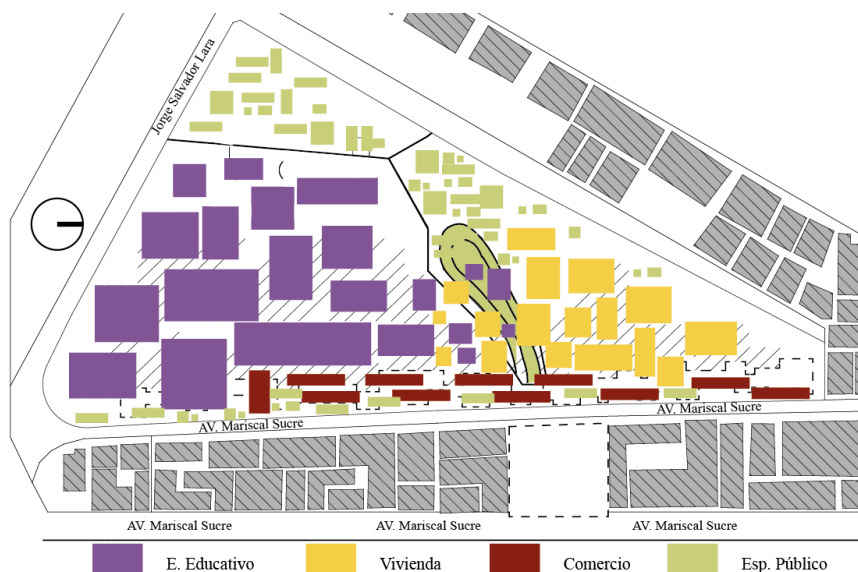 Jorge Salvador Lara
AV. Mariscal Sucre
AV. Mariscal Sucre
AV. Mariscal Sucre
AV. Mariscal Sucre
AV. Mariscal Sucre
E. Educativo
Vivienda
Comercio
Esp. Público